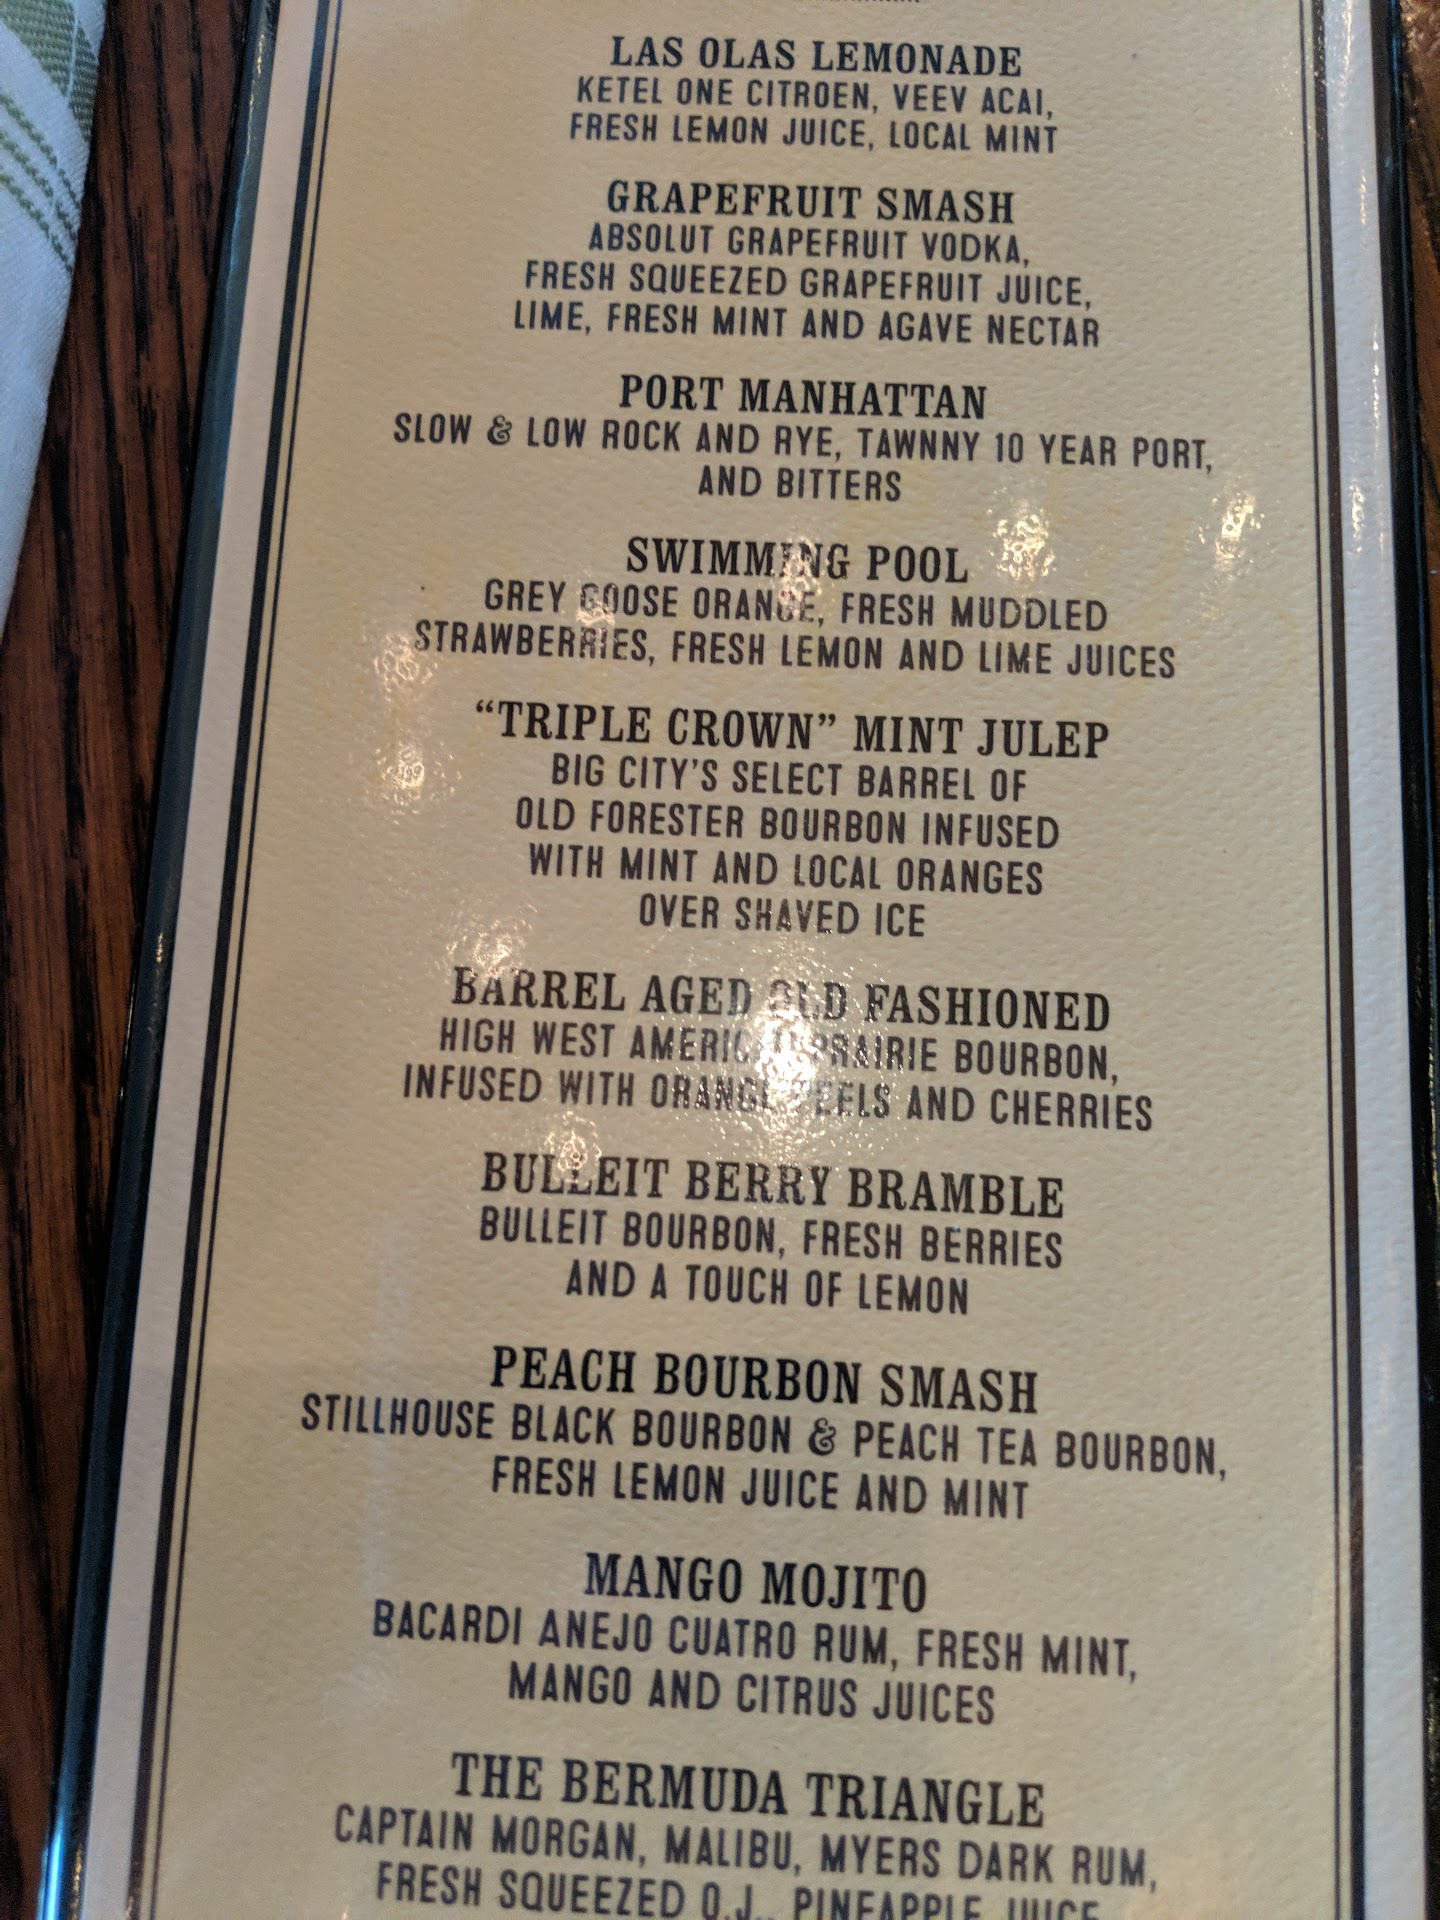 LAS OLAS LEMONADE
KETEL ONE CITROEN, VEEV ACAI,
FRESH LEMON JUICE, LOCAL MINT
GRAPEFRUIT SMASH
ABSOLUT GRAPEFRUIT VODKA,
FRESH SQUEEZED GRAPEFRUIT JUICE,
LIME, FRESH MINT AND AGAVE NECTAR
PORT MANHATTAN
SLOW & LOW ROCK AND RYE, TAWNNY 10 YEAR PORT,
AND BITTERS
SWIMMING POOL
GREY GOOSE ORANGE, FRESH MUDDLED
STRAWBERRIES, FRESH LEMON AND LIME JUICES
“TRIPLE CROWN” MINT JULEP
BIG CITY'S SELECT BARREL OF
OLD FORESTER BOURBON INFUSED
WITH MINT AND LOCAL ORANGES
OVER SHAVED ICE
BARREL AGED OLD FASHIONED
HIGH WEST AMERICAN PRAIRIE BOURBON,
INFUSED WITH ORANGE PEELS AND CHERRIES
BULLEIT BERRY BRAMBLE
BULLEIT BOURBON, FRESH BERRIES
AND A TOUCH OF LEMON
PEACH BOURBON SMASH
STILLHOUSE BLACK BOURBON & PEACH TEA BOURBON,
FRESH LEMON JUICE AND MINT
MANGO MOJITO
BACARDI ANEJO CUATRO RUM, FRESH MINT,
MANGO AND CITRUS JUICES
THE BERMUDA TRIANGLE
CAPTAIN MORGAN, MALIBU, MYERS DARK RUM,
FRESH SQUEEZED O.J., PINEAPPLE JUICE